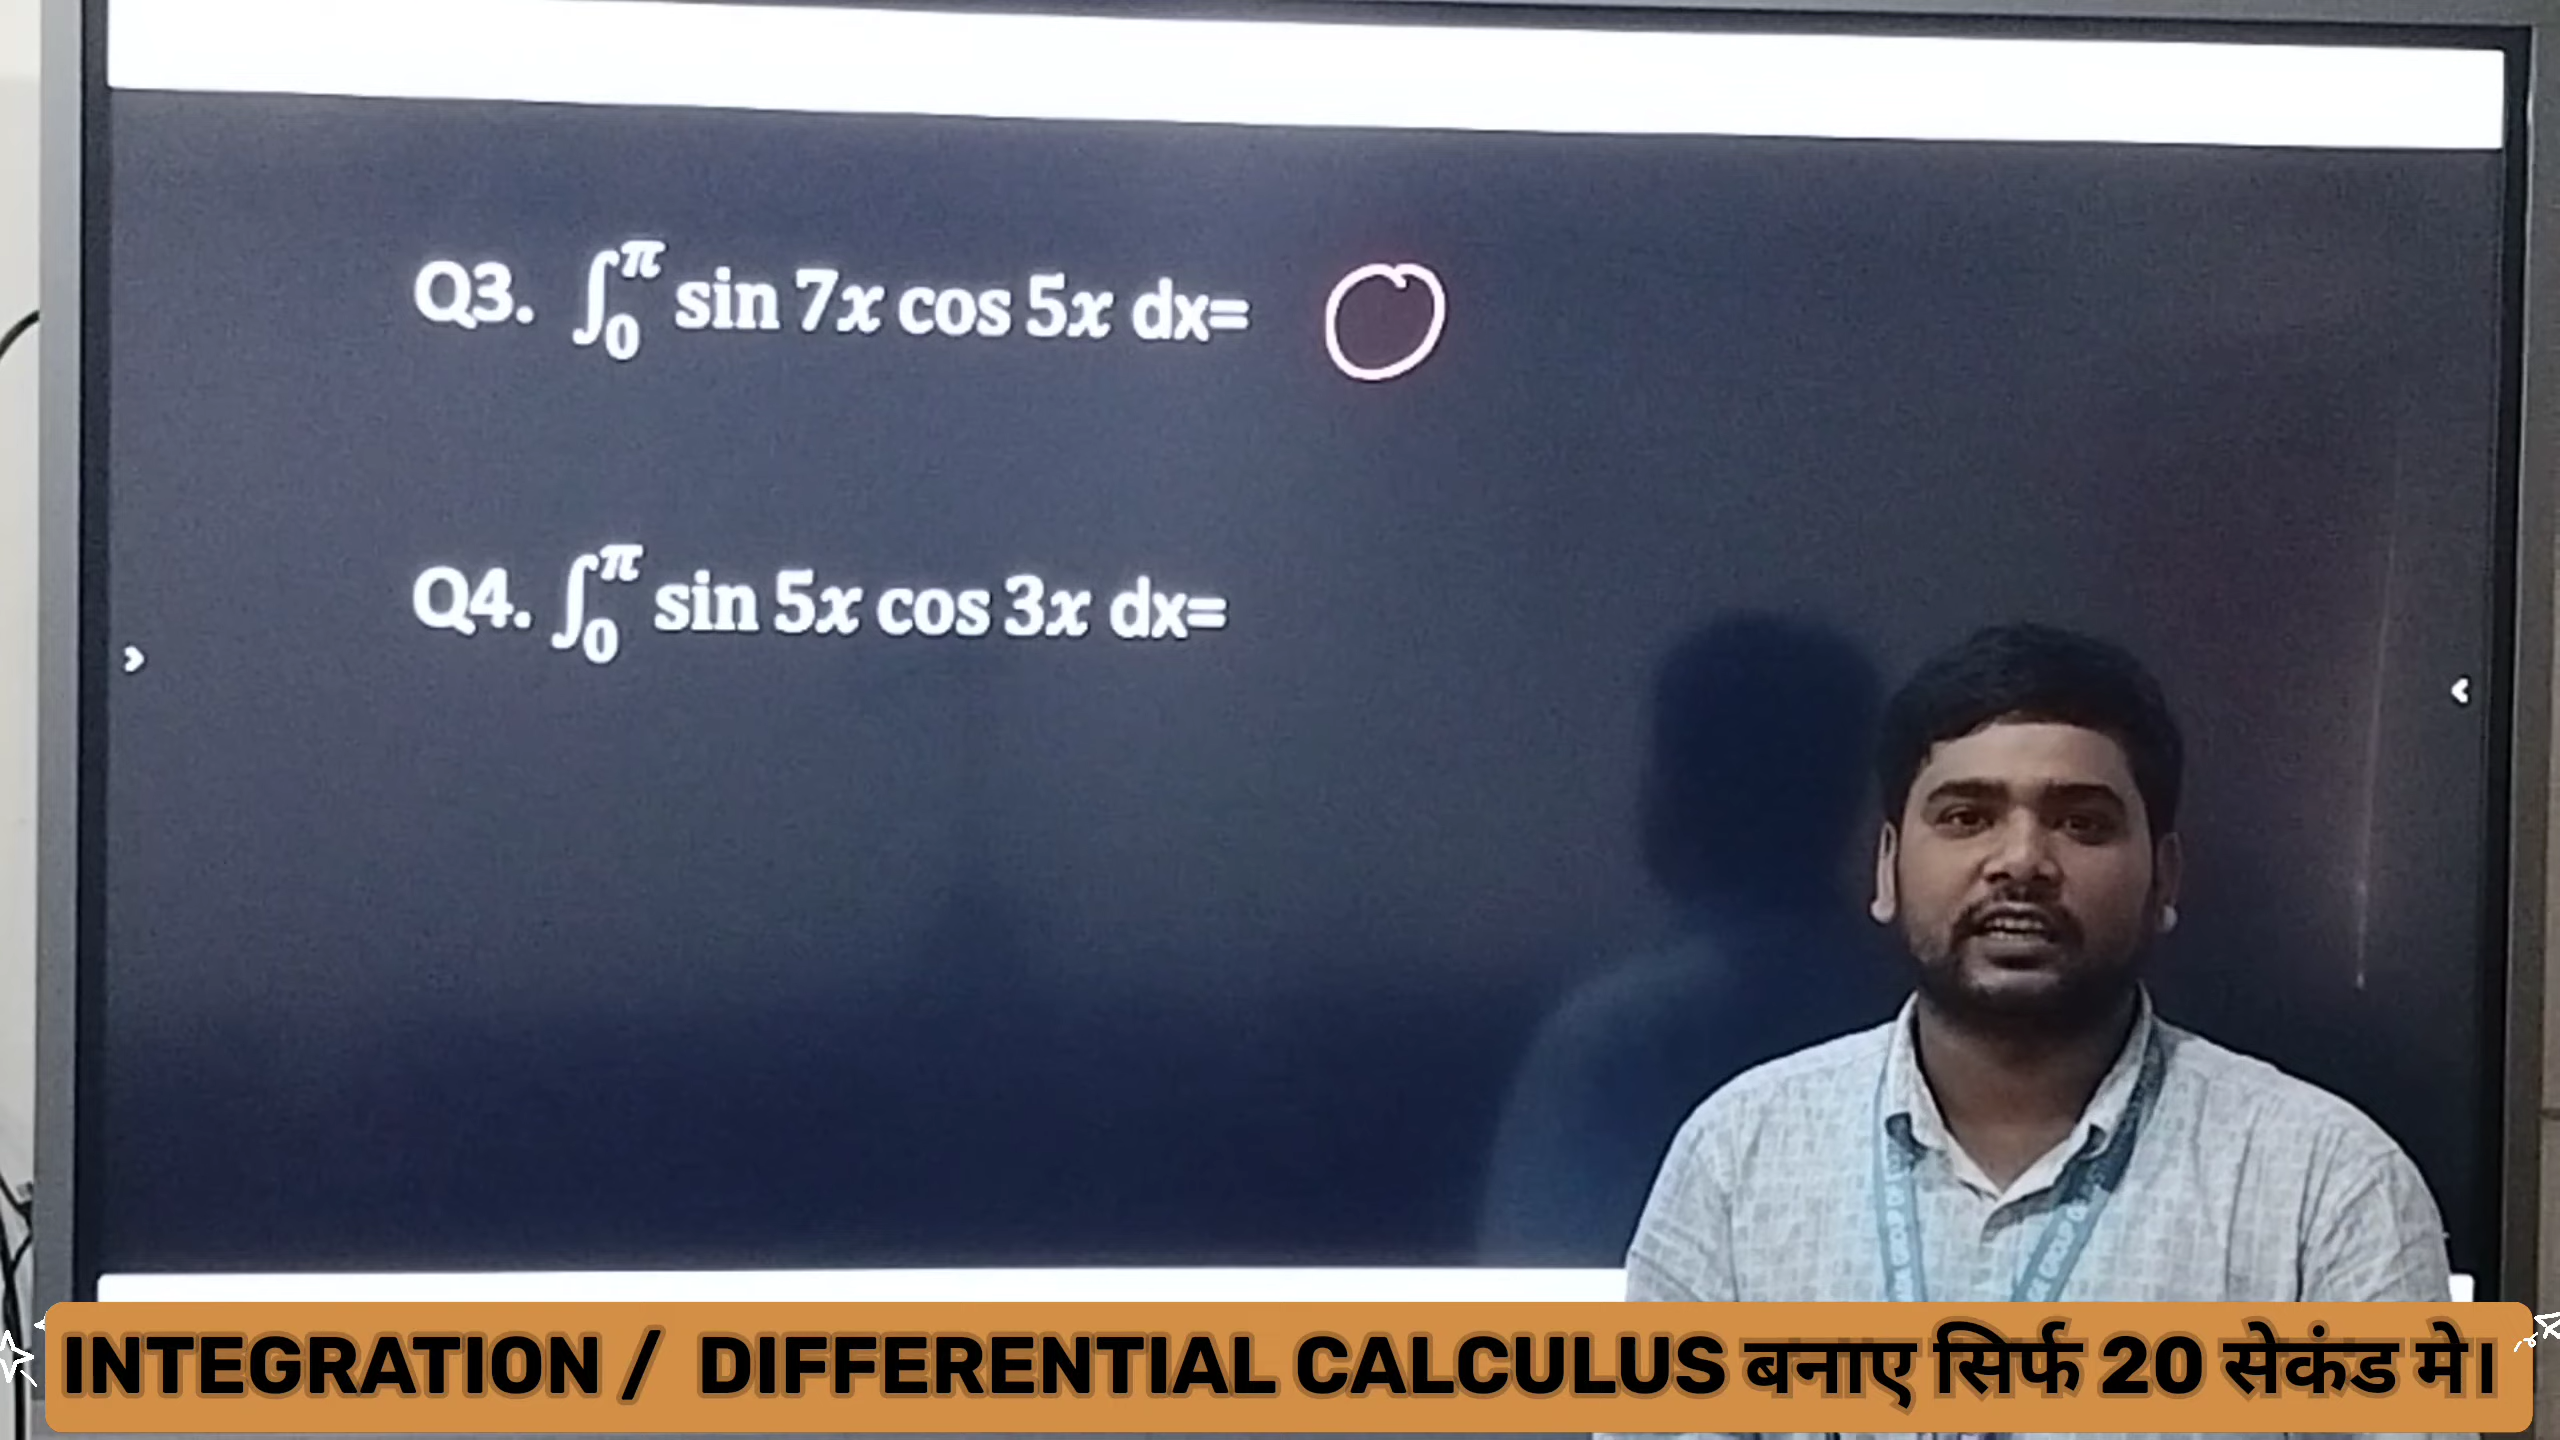 Q3. ∫₀^π sin 7x cos 5x dx= 0
Q4. ∫₀^π sin 5x cos 3x dx=
INTEGRATION / DIFFERENTIAL CALCULUS बनाए सिर्फ 20 सेकंड मे।